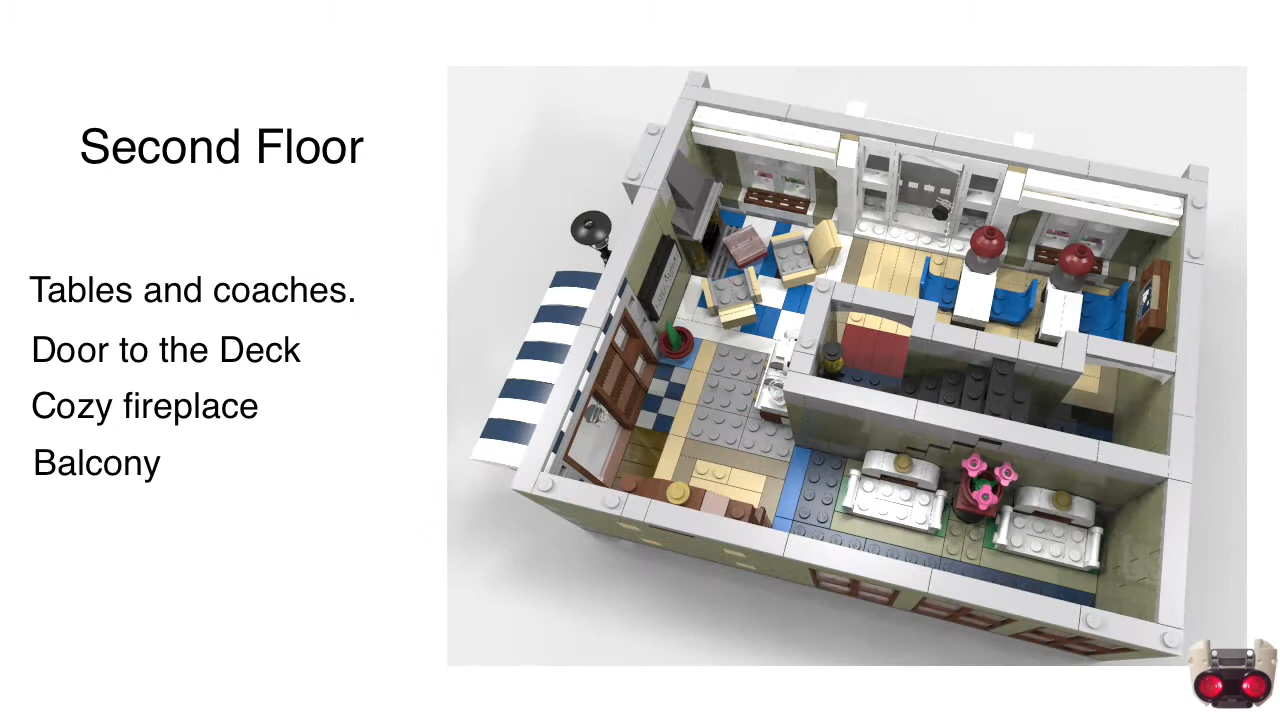 Second Floor
Tables and coaches.
Door to the Deck
Cozy fireplace
Balcony